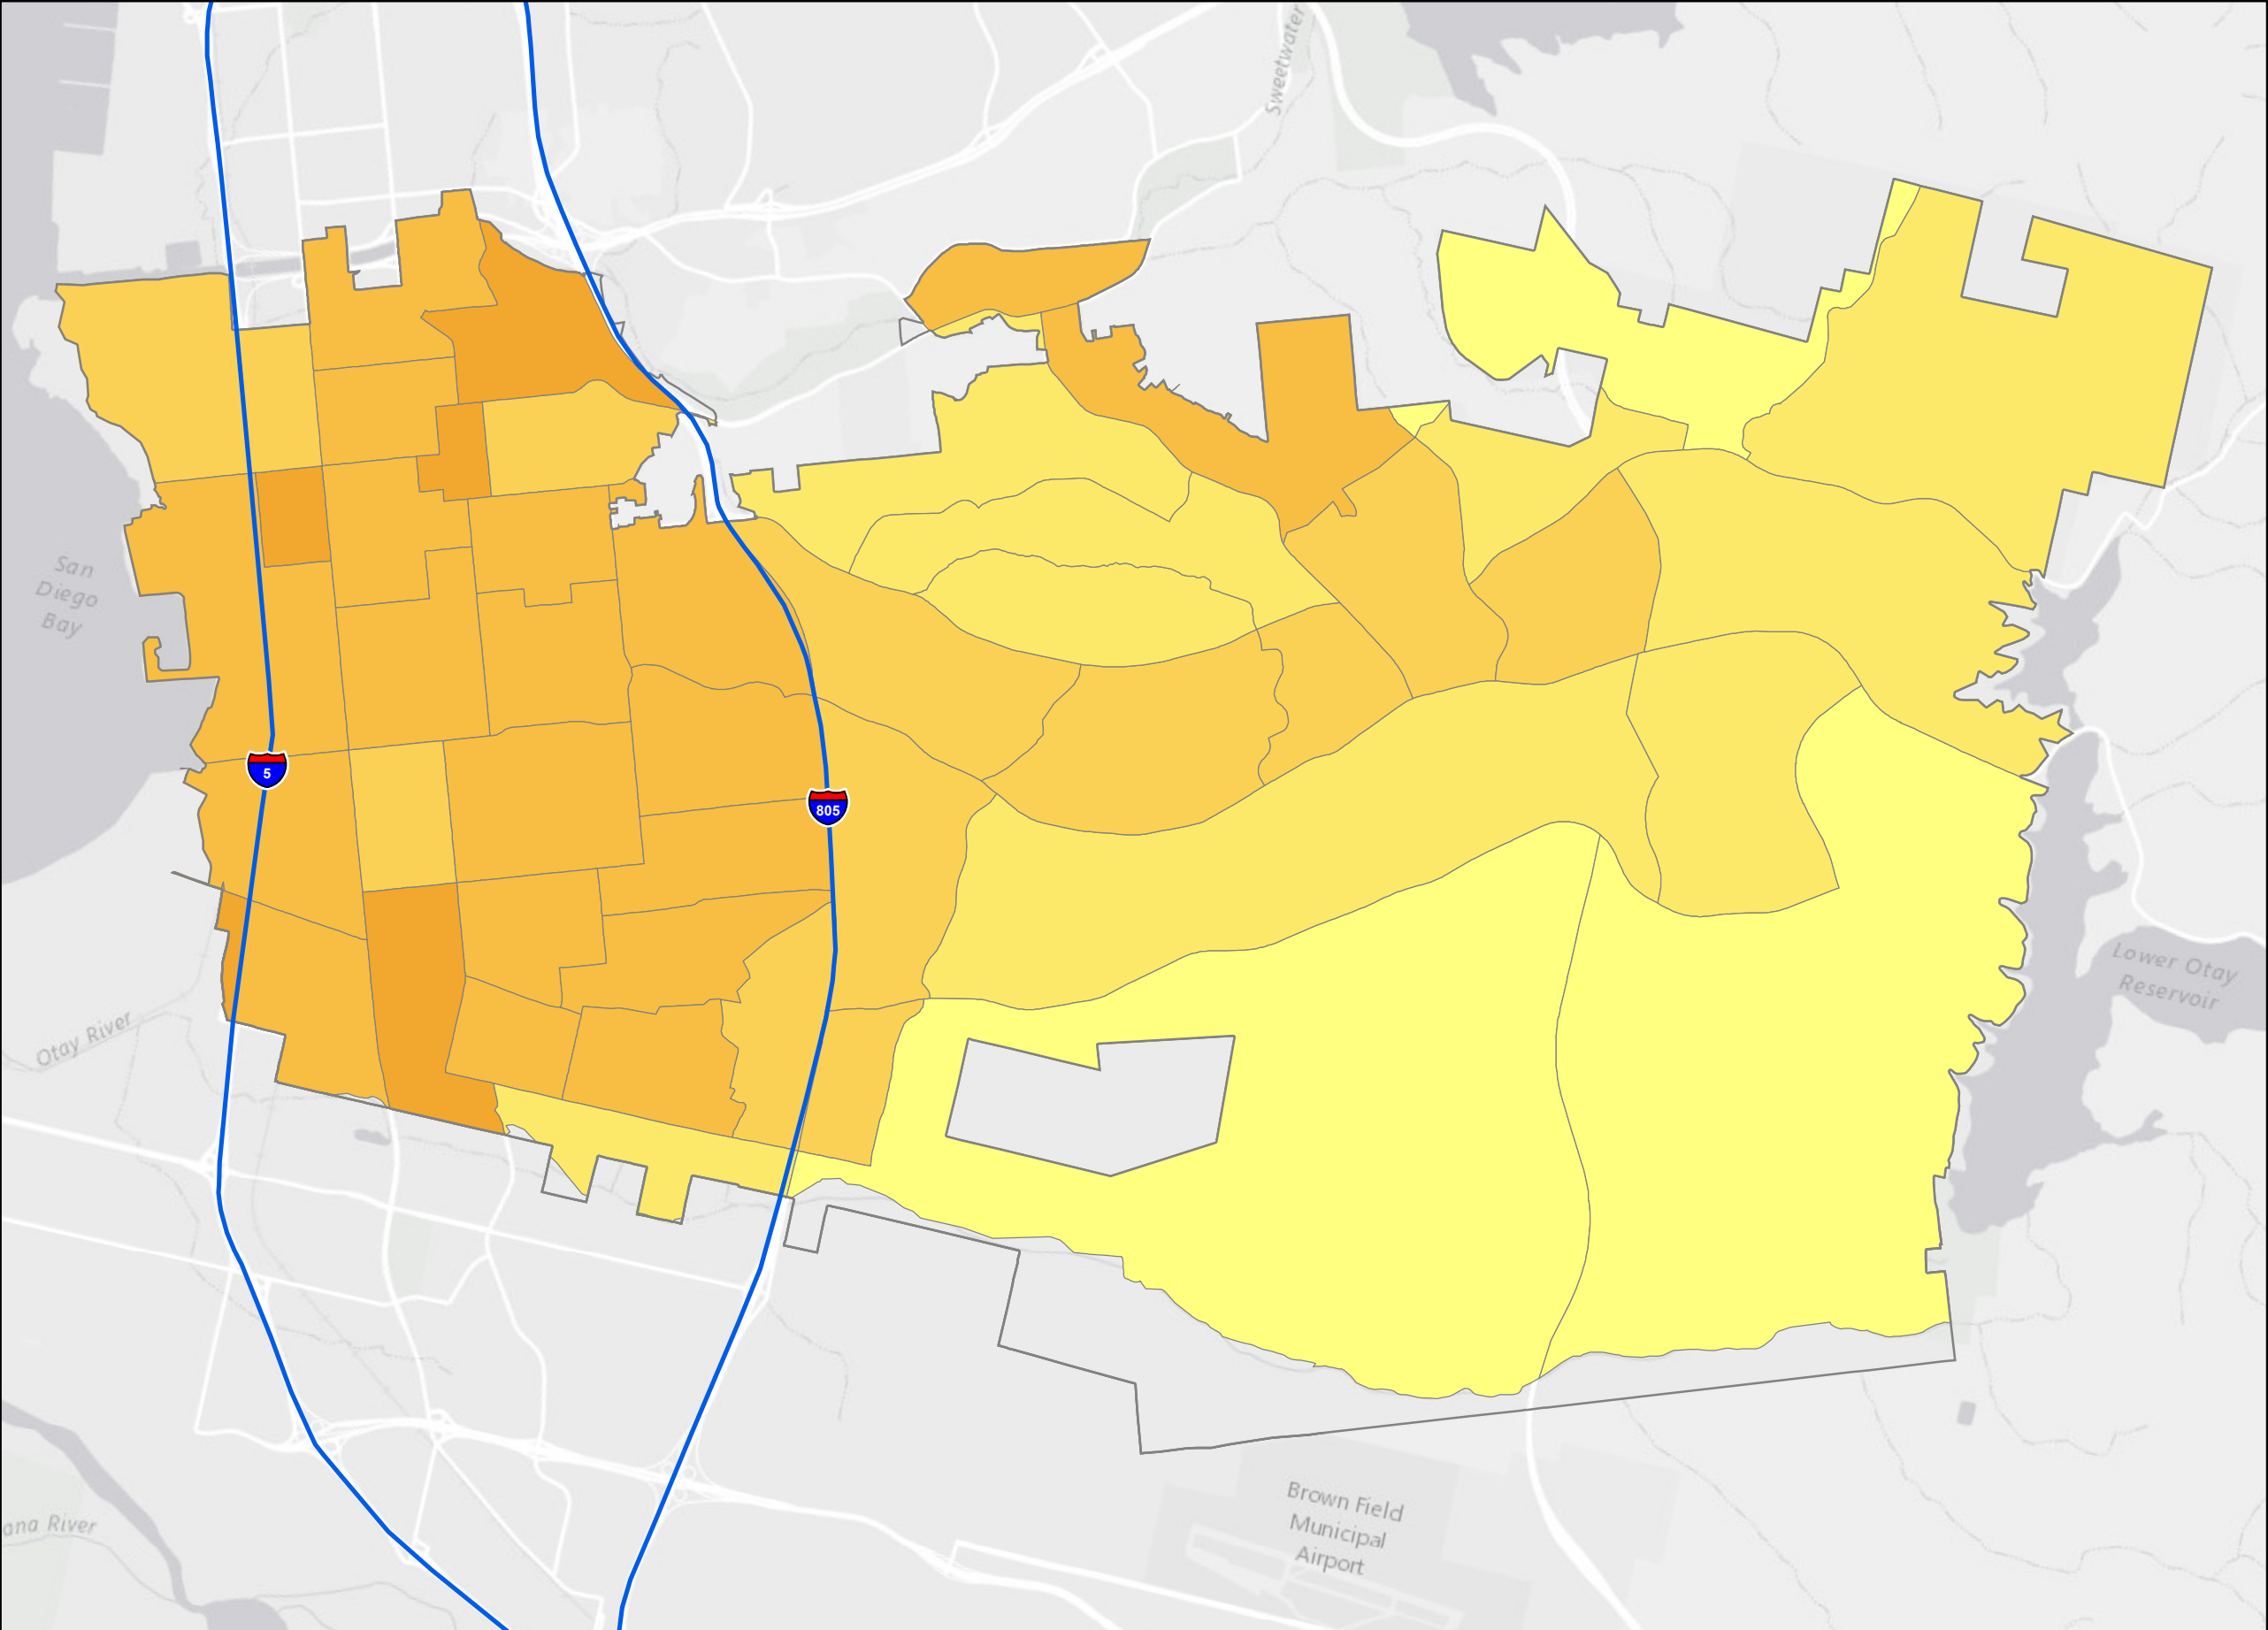 Sweetwater
San
Diego
Bay
5
805
Lower Otay
Reservoir
Otay River
Brown Field
Municipal
Airport
ana River